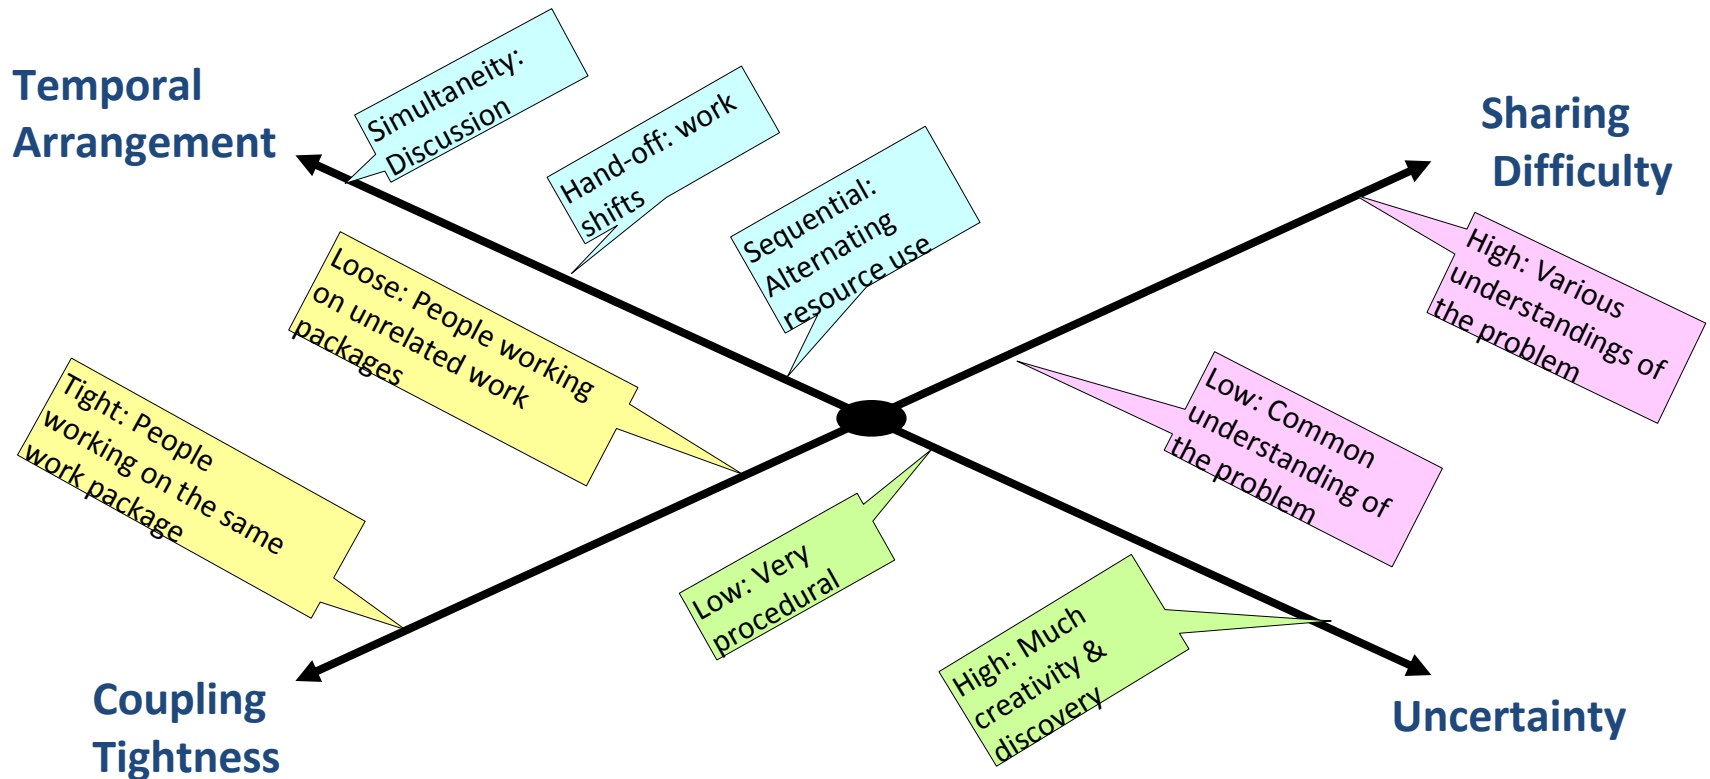 Temporal
Arrangement
Simultaneity:
Discussion
Hand-off: work
shifts
Sequential:
Alternating
resource use
Sharing
Difficulty
High: Various
understandings of
the problem
Low: Common
understanding of
the problem
Loose: People working
on unrelated work
packages
Tight: People
working on the same
work package
Low: Very
procedural
High: Much
creativity &
discovery
Coupling
Tightness
Uncertainty